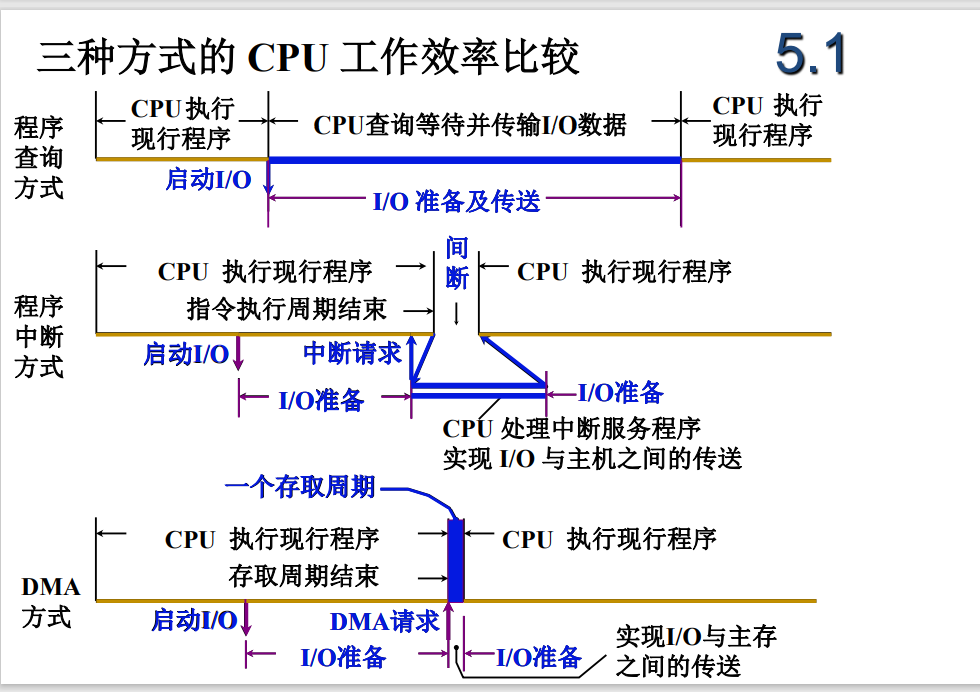 三种方式的 CPU 工作效率比较
5.1
程序
查询
方式
CPU 执行
现行程序
CPU查询等待并传输I/O数据
CPU 执行
现行程序
启动I/O
I/O 准备及传送
程序
中断
方式
CPU 执行现行程序
间
断
CPU 执行现行程序
指令执行周期结束
启动I/O
中断请求
I/O准备
I/O准备
CPU 处理中断服务程序
实现 I/O 与主机之间的传送
一个存取周期
DMA
方式
CPU 执行现行程序
CPU 执行现行程序
存取周期结束
启动I/O
DMA请求
I/O准备
I/O准备
实现I/O与主存
之间的传送